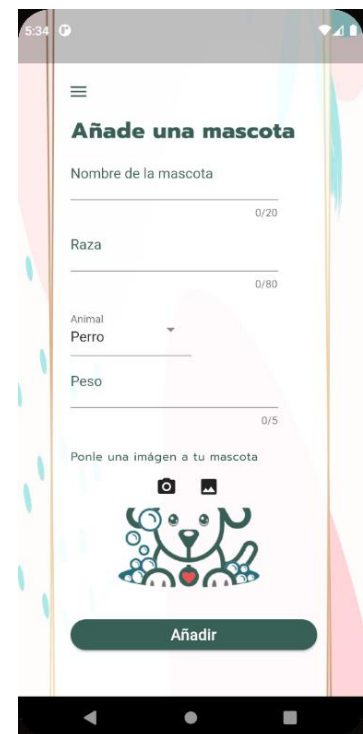 5:34
Añade una mascota
Nombre de la mascota
0/20
Raza
0/80
Animal
Perro
Peso
0/5
Ponle una imágen a tu mascota
Añadir